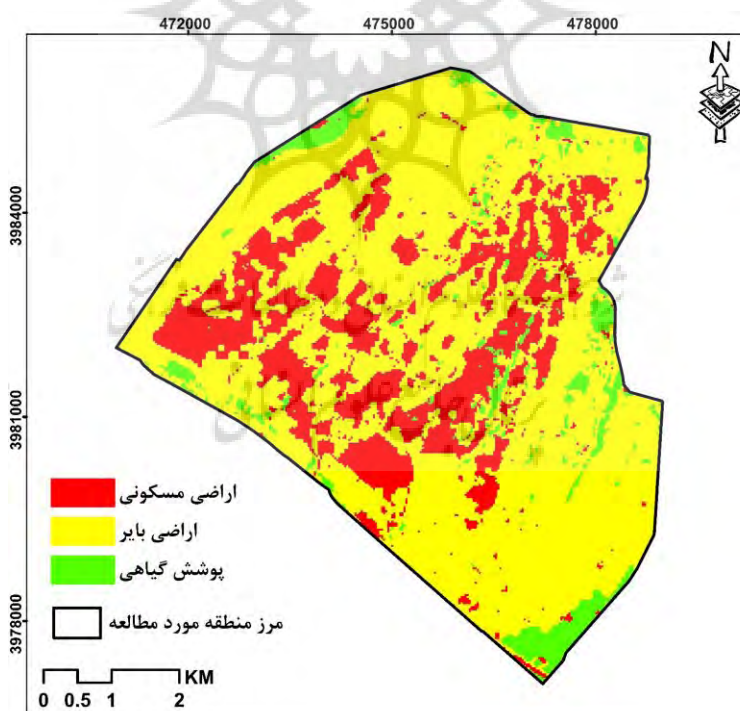 472000 475000 478000
N
3984000
3981000
3978000
اراضی مسکونی
اراضی بایر
پوشش گیاهی
مرز منطقه مورد مطالعه
KM
0 0.5 1 2